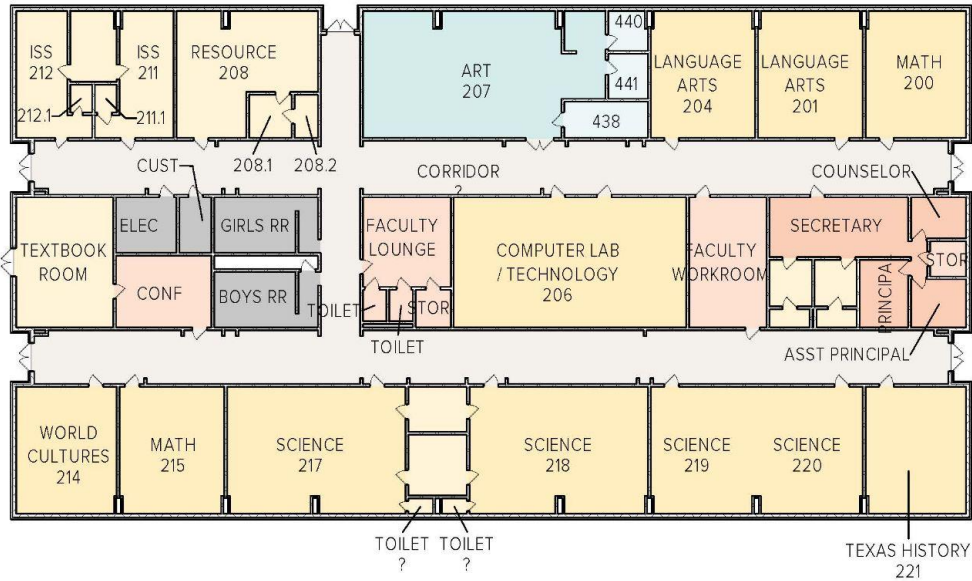 ISS
212
ISS
211
RESOURCE
208
ART
207
440
441
438
LANGUAGE
ARTS
204
LANGUAGE
ARTS
201
MATH
200
212.1
211.1
208.1
208.2
CUST
CORRIDOR
?
COUNSELOR
TEXTBOOK
ROOM
ELEC
GIRLS RR
CONF
BOYS RR
FACULTY
LOUNGE
TOILET
TOILET
STOR
COMPUTER LAB
/ TECHNOLOGY
206
FACULTY
WORKROOM
SECRETARY
PRINCIPA
STOR
ASST PRINCIPAL
WORLD
CULTURES
214
MATH
215
SCIENCE
217
SCIENCE
218
SCIENCE
219
SCIENCE
220
TOILET
?
TOILET
?
TEXAS HISTORY
221